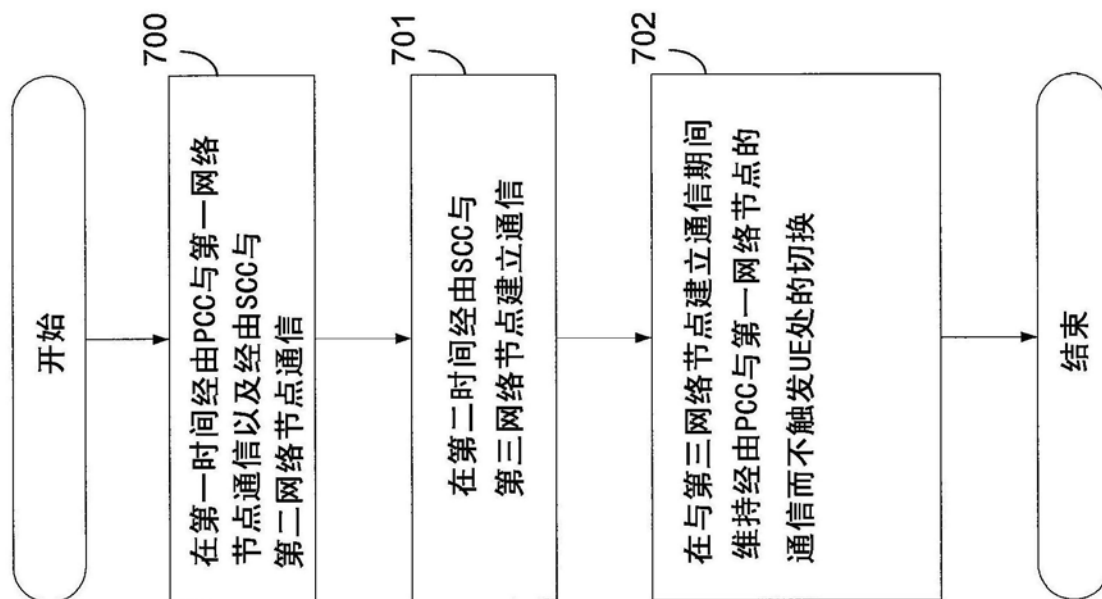 开始
700
在第一时间经由PCC与第一网络
节点通信以及经由SCC与
第二网络节点通信
701
在第二时间经由SCC与
第三网络节点建立通信
702
在与第三网络节点建立通信期间
维持经由PCC与第一网络节点的
通信而不触发UE处的切换
结束